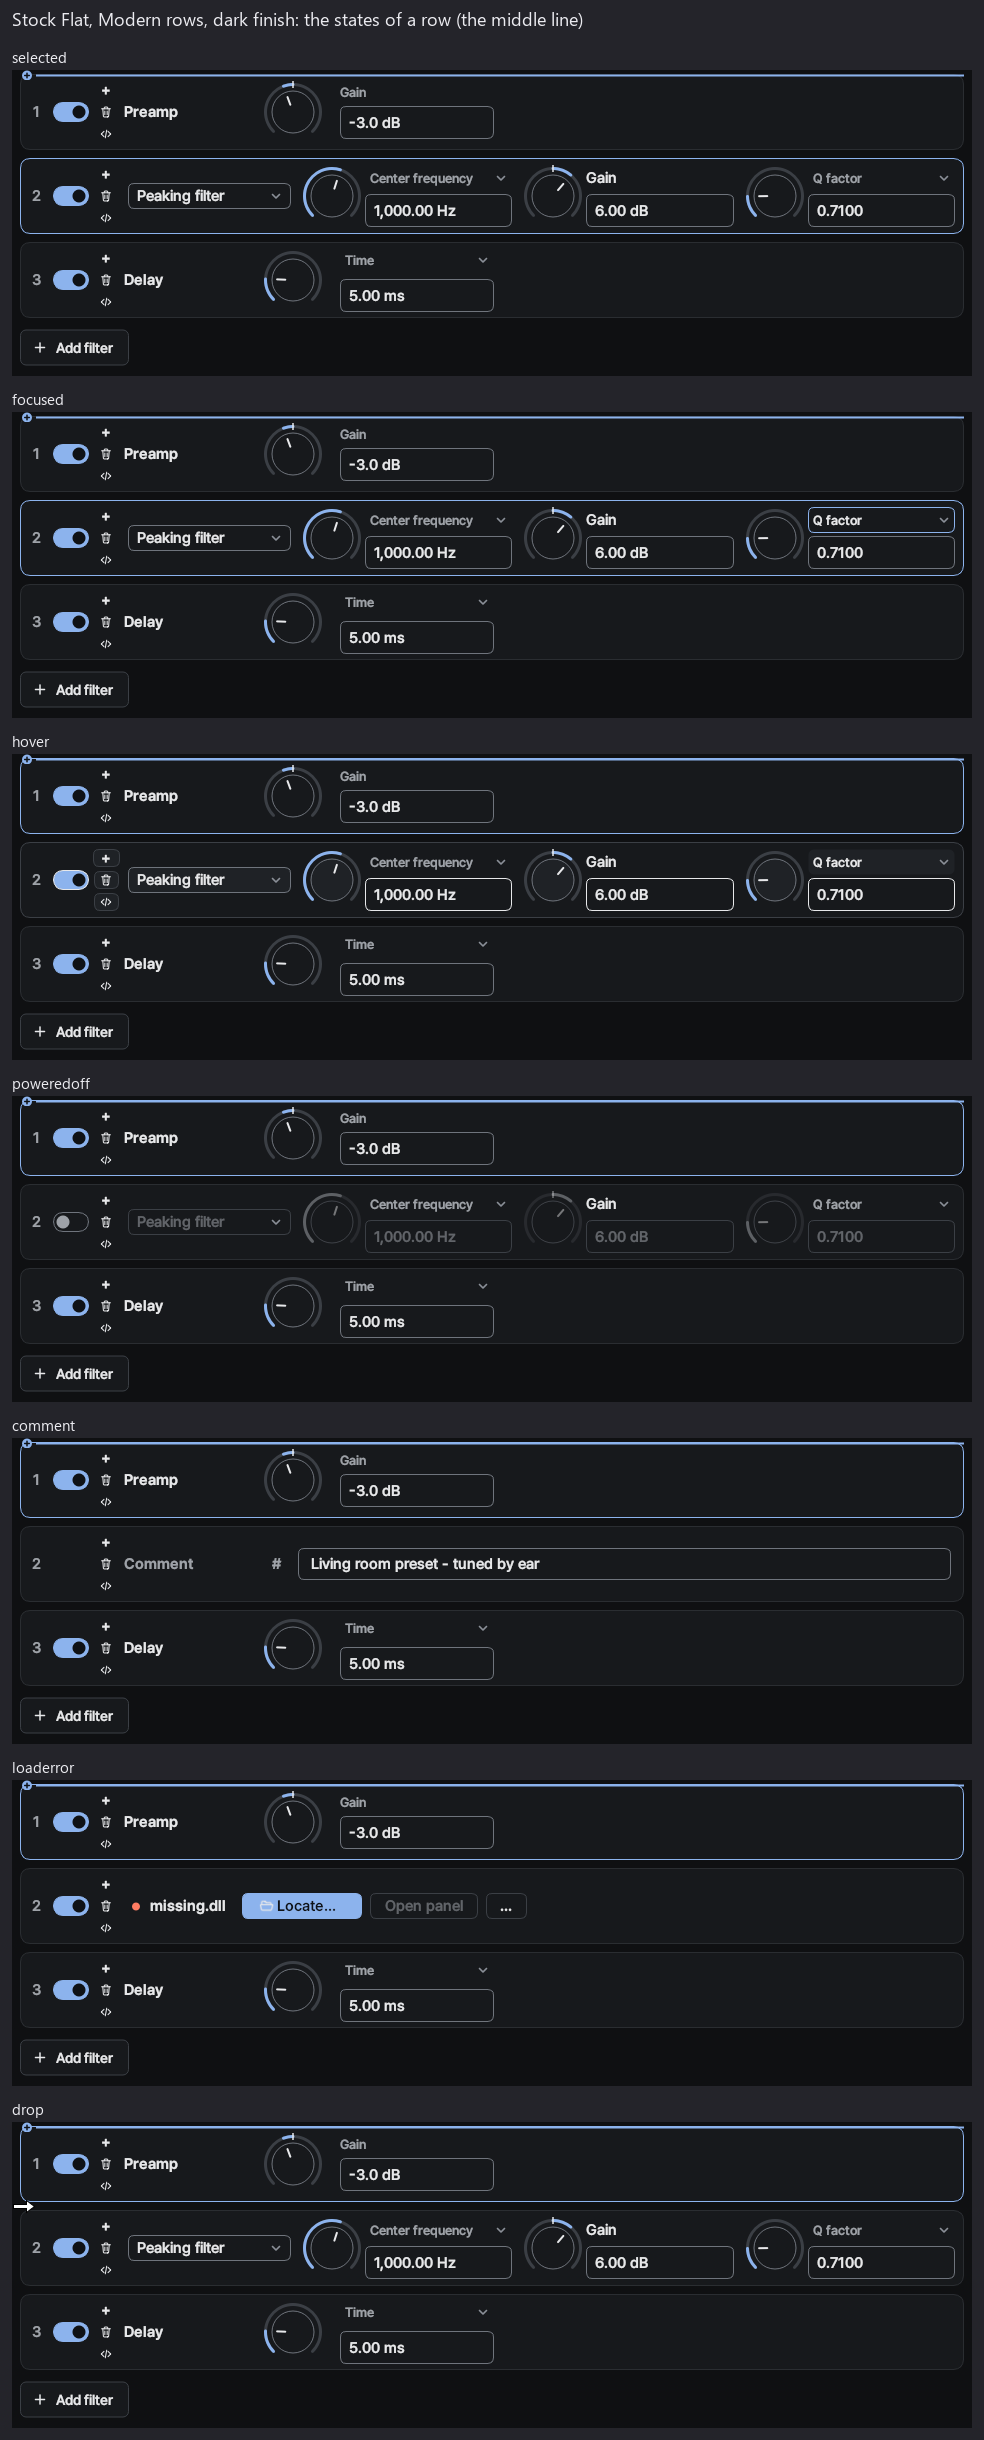 Stock Flat, Modern rows, dark finish: the states of a row (the middle line)
selected
Gain
1 Preamp -3.0 dB
Center frequency Gain Q factor
2 Peaking filter 1,000.00 Hz 6.00 dB 0.7100
Time
3 Delay 5.00 ms
+ Add filter
focused
Gain
1 Preamp -3.0 dB
Center frequency Gain Q factor
2 Peaking filter 1,000.00 Hz 6.00 dB 0.7100
Time
3 Delay 5.00 ms
+ Add filter
hover
Gain
1 Preamp -3.0 dB
Center frequency Gain Q factor
2 Peaking filter 1,000.00 Hz 6.00 dB 0.7100
Time
3 Delay 5.00 ms
+ Add filter
poweredoff
Gain
1 Preamp -3.0 dB
Center frequency Gain Q factor
2 Peaking filter 1,000.00 Hz 6.00 dB 0.7100
Time
3 Delay 5.00 ms
+ Add filter
comment
Gain
1 Preamp -3.0 dB
2 Comment # Living room preset - tuned by ear
Time
3 Delay 5.00 ms
+ Add filter
loaderror
Gain
1 Preamp -3.0 dB
2 missing.dll Locate... Open panel ...
Time
3 Delay 5.00 ms
+ Add filter
drop
Gain
1 Preamp -3.0 dB
Center frequency Gain Q factor
2 Peaking filter 1,000.00 Hz 6.00 dB 0.7100
Time
3 Delay 5.00 ms
+ Add filter